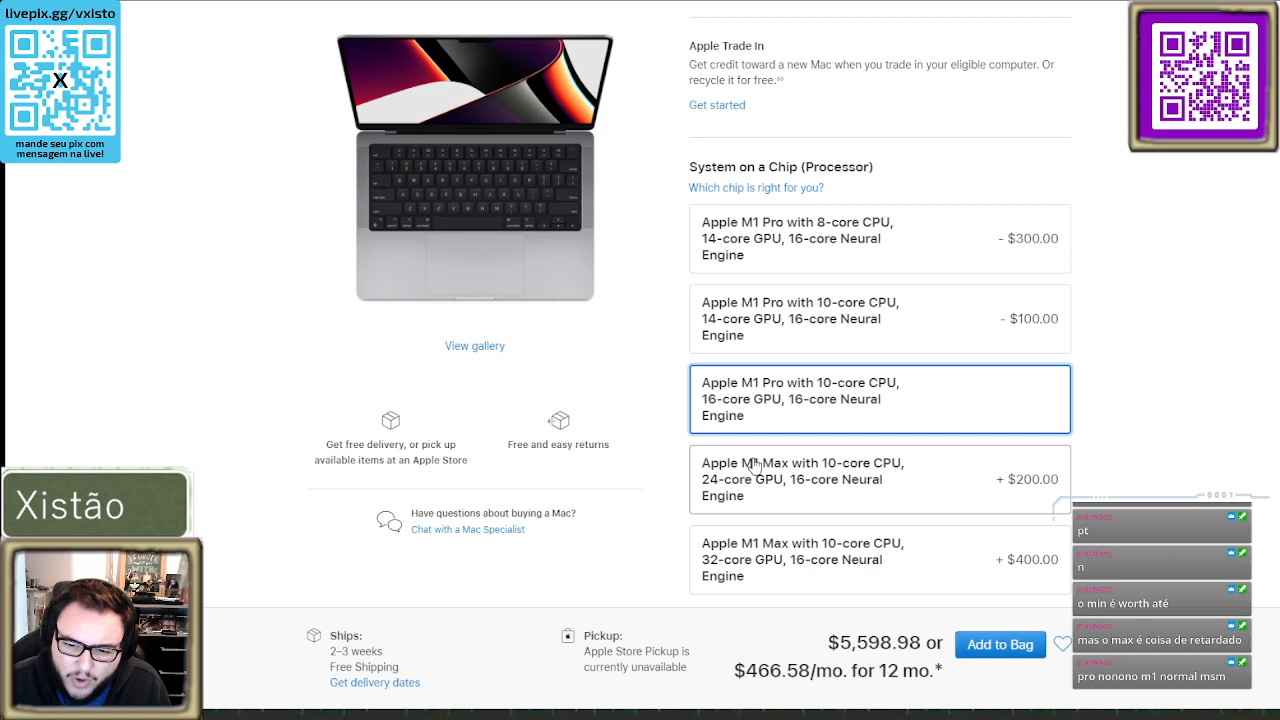 livepix.gg/vxisto
X
mande seu pix com
mensagem na live!
Apple Trade In
Get credit toward a new Mac when you trade in your eligible computer. Or
recycle it for free.
Get started
System on a Chip (Processor)
Which chip is right for you?
Apple M1 Pro with 8-core CPU,
14-core GPU, 16-core Neural
Engine
- $300.00
Apple M1 Pro with 10-core CPU,
14-core GPU, 16-core Neural
Engine
- $100.00
Apple M1 Pro with 10-core CPU,
16-core GPU, 16-core Neural
Engine
Apple M1 Max with 10-core CPU,
24-core GPU, 16-core Neural
Engine
+ $200.00
Apple M1 Max with 10-core CPU,
32-core GPU, 16-core Neural
Engine
+ $400.00
View gallery
Get free delivery, or pick up
available items at an Apple Store
Free and easy returns
Have questions about buying a Mac?
Chat with a Mac Specialist
Ships:
2–3 weeks
Free Shipping
Get delivery dates
Pickup:
Apple Store Pickup is
currently unavailable
$5,598.98 or
$466.58/mo. for 12 mo.*
Add to Bag
Xistão
0001
pt
n
o min é worth até
mas o max é coisa de retardado
pro nonono m1 normal msm